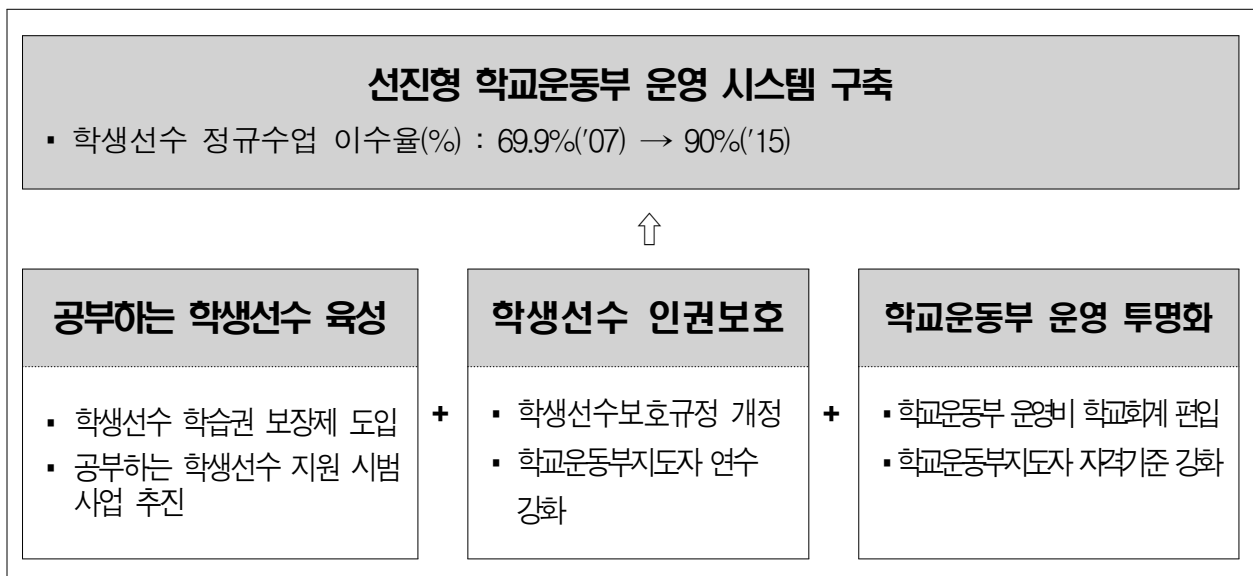 선진형 학교운동부 운영 시스템 구축
▪ 학생선수 정규수업 이수율(%) : 69.9%('07) → 90%('15)
⇧
공부하는 학생선수 육성
▪ 학생선수 학습권 보장제 도입
▪ 공부하는 학생선수 지원 시범
사업 추진
+
학생선수 인권보호
▪ 학생선수보호규정 개정
▪ 학교운동부지도자 연수
강화
+
학교운동부 운영 투명화
▪ 학교운동부 운영비 학교회계 편입
▪ 학교운동부지도자 자격기준 강화